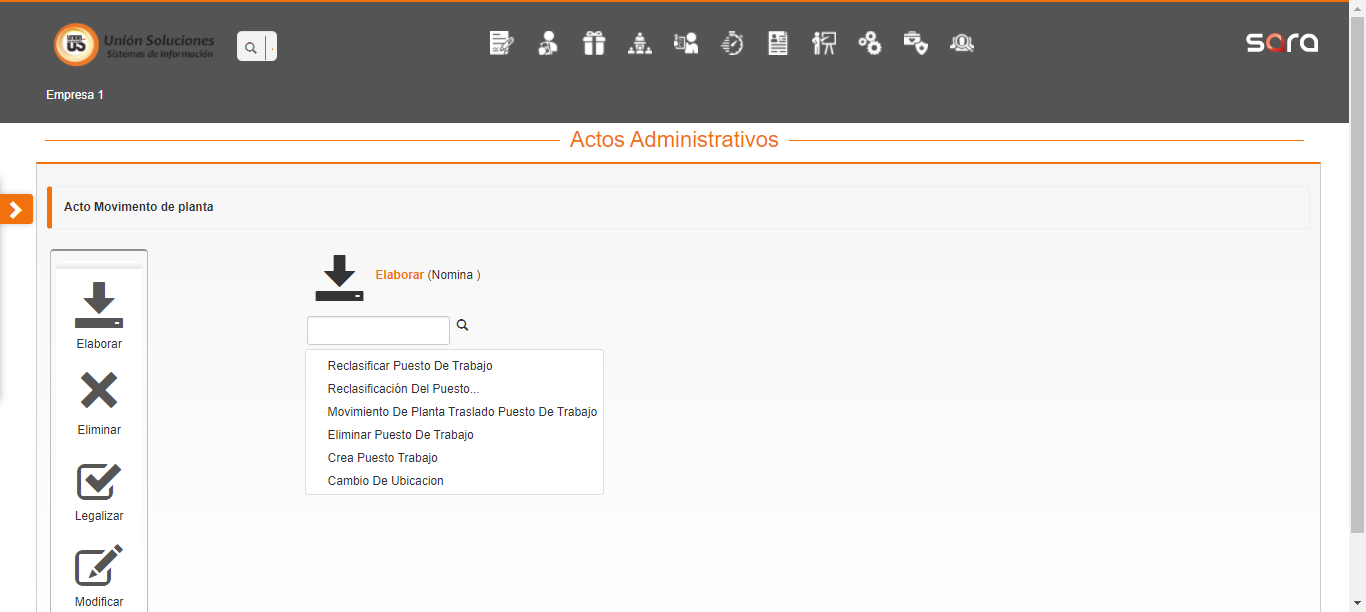 UNION
US
Unión Soluciones
Sistemas de Información
sara
Empresa 1
Actos Administrativos
Acto Movimento de planta
Elaborar (Nomina )
Elaborar
Eliminar
Legalizar
Modificar
Reclasificar Puesto De Trabajo
Reclasificación Del Puesto...
Movimiento De Planta Traslado Puesto De Trabajo
Eliminar Puesto De Trabajo
Crea Puesto Trabajo
Cambio De Ubicacion